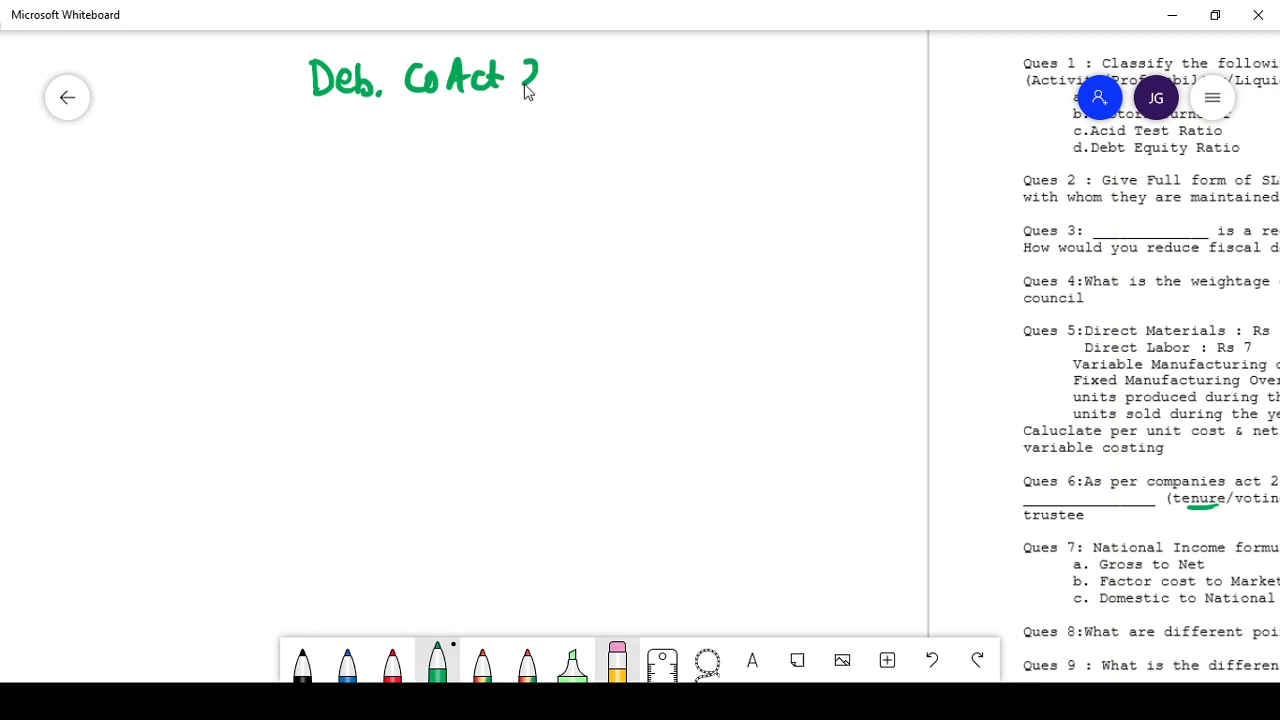 Microsoft Whiteboard
Deb. Co Act 2
JG
Ques 1 : Classify the followi
(Activit
c.Acid Test Ratio
d.Debt Equity Ratio
Ques 2 : Give Full form of SL
with whom they are maintained
Ques 3: _____________ is a re
How would you reduce fiscal d
Ques 4:What is the weightage
council
Ques 5:Direct Materials : Rs
Direct Labor : Rs 7
Variable Manufacturing
Fixed Manufacturing Over
units produced during th
units sold during the ye
Caluclate per unit cost & net
variable costing
Ques 6:As per companies act 2
_______________ (tenure/votin
trustee
Ques 7: National Income formu
a. Gross to Net
b. Factor cost to Market
c. Domestic to National
Ques 8:What are different poi
Ques 9 : What is the differen